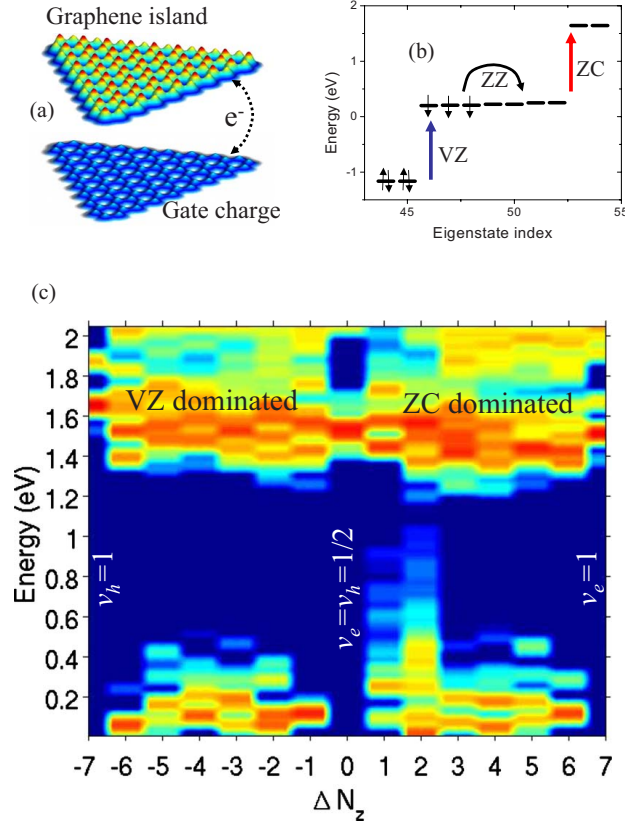 Graphene island
(a)
e-
Gate charge
(b)
ZZ
ZC
VZ
Energy (eV)
2
1
0
-1
45
50
55
Eigenstate index
(c)
VZ dominated
ZC dominated
Energy (eV)
2
1.8
1.6
1.4
1.2
1
0.8
0.6
0.4
0.2
νh=1
νe=νh=1/2
νe=1
-7 -6 -5 -4 -3 -2 -1 0 1 2 3 4 5 6 7
Δ Nz